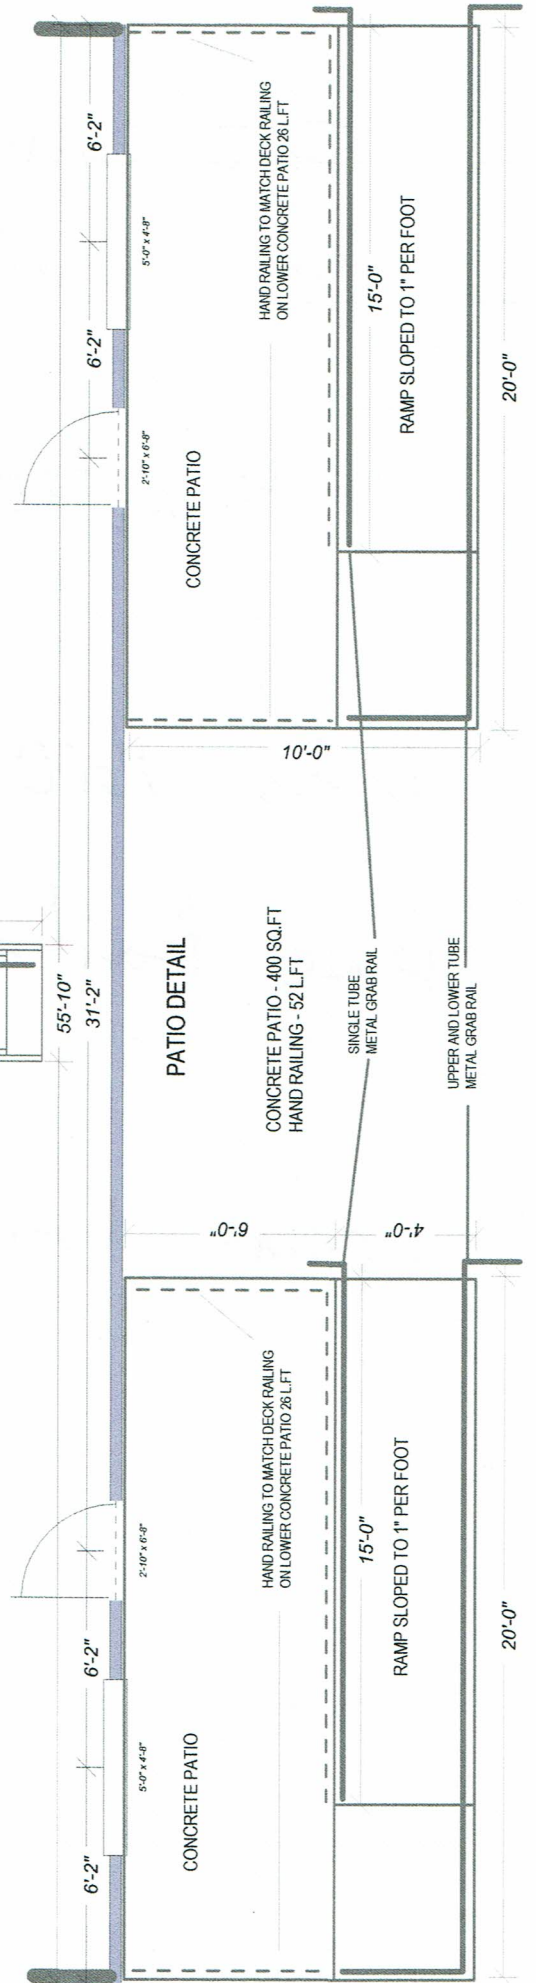 55'-10"
31'-2"
6'-2"
6'-2"
6'-2"
6'-2"
5'-0" x 4'-8"
2'-10" x 6'-8"
2'-10" x 6'-8"
5'-0" x 4'-8"
CONCRETE PATIO
HAND RAILING TO MATCH DECK RAILING
ON LOWER CONCRETE PATIO 26 L.FT
6'-0"
4'-0"
PATIO DETAIL
CONCRETE PATIO - 400 SQ.FT
HAND RAILING - 52 L.FT
SINGLE TUBE
METAL GRAB RAIL
UPPER AND LOWER TUBE
METAL GRAB RAIL
10'-0"
CONCRETE PATIO
HAND RAILING TO MATCH DECK RAILING
ON LOWER CONCRETE PATIO 26 L.FT
15'-0"
RAMP SLOPED TO 1" PER FOOT
20'-0"
15'-0"
RAMP SLOPED TO 1" PER FOOT
20'-0"